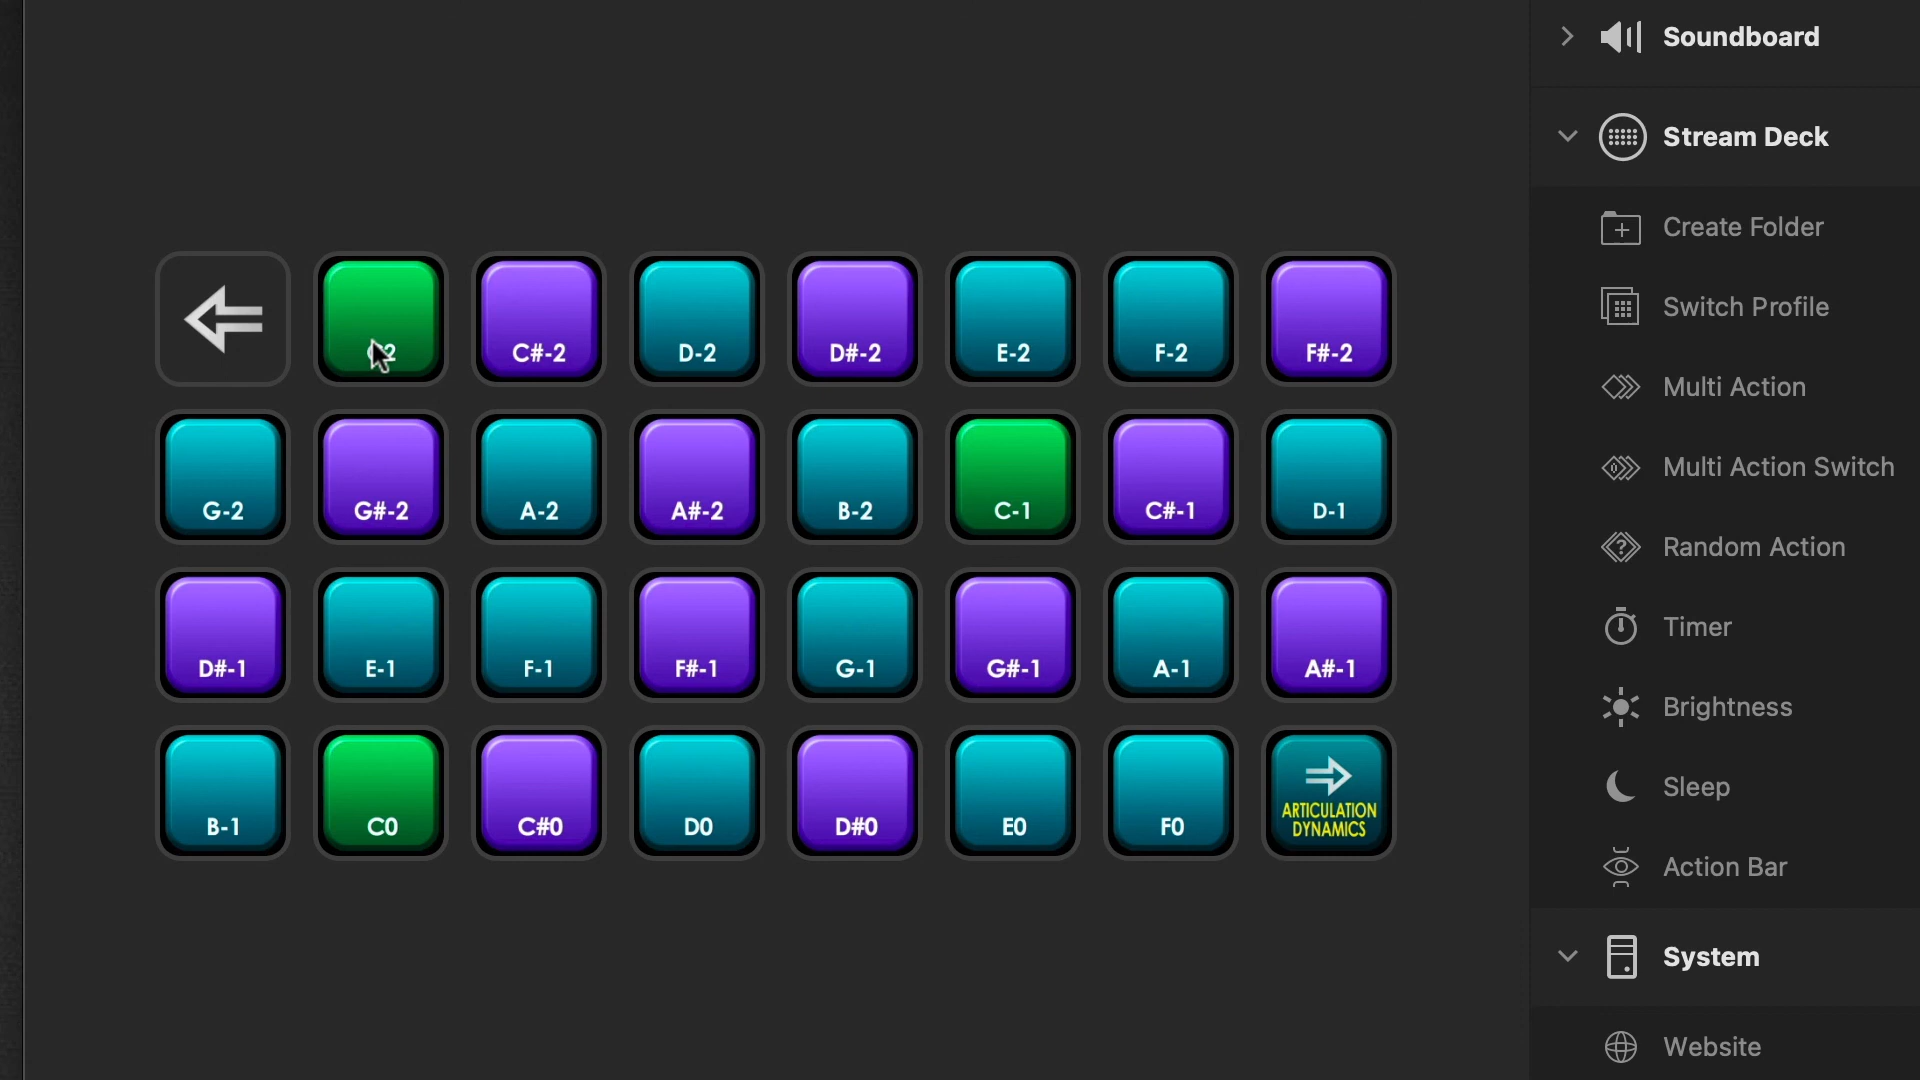 Soundboard
Stream Deck
Create Folder
Switch Profile
Multi Action
Multi Action Switch
Random Action
Timer
Brightness
Sleep
Action Bar
System
Website
C#-2
D-2
D#-2
E-2
F-2
F#-2
G-2
G#-2
A-2
A#-2
B-2
C-1
C#-1
D-1
D#-1
E-1
F-1
F#-1
G-1
G#-1
A-1
A#-1
B-1
C0
C#0
D0
D#0
E0
F0
ARTICULATION
DYNAMICS